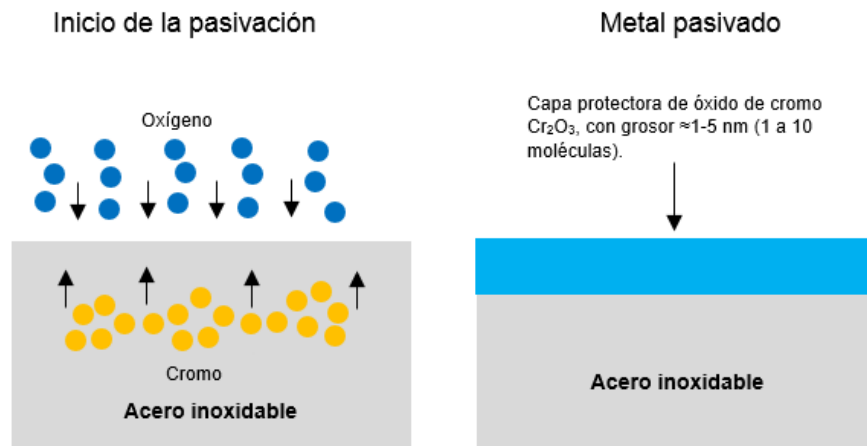 Inicio de la pasivación
Metal pasivado
Oxígeno
Capa protectora de óxido de cromo
Cr₂O₃, con grosor ≈1-5 nm (1 a 10
moléculas).
Cromo
Acero inoxidable
Acero inoxidable